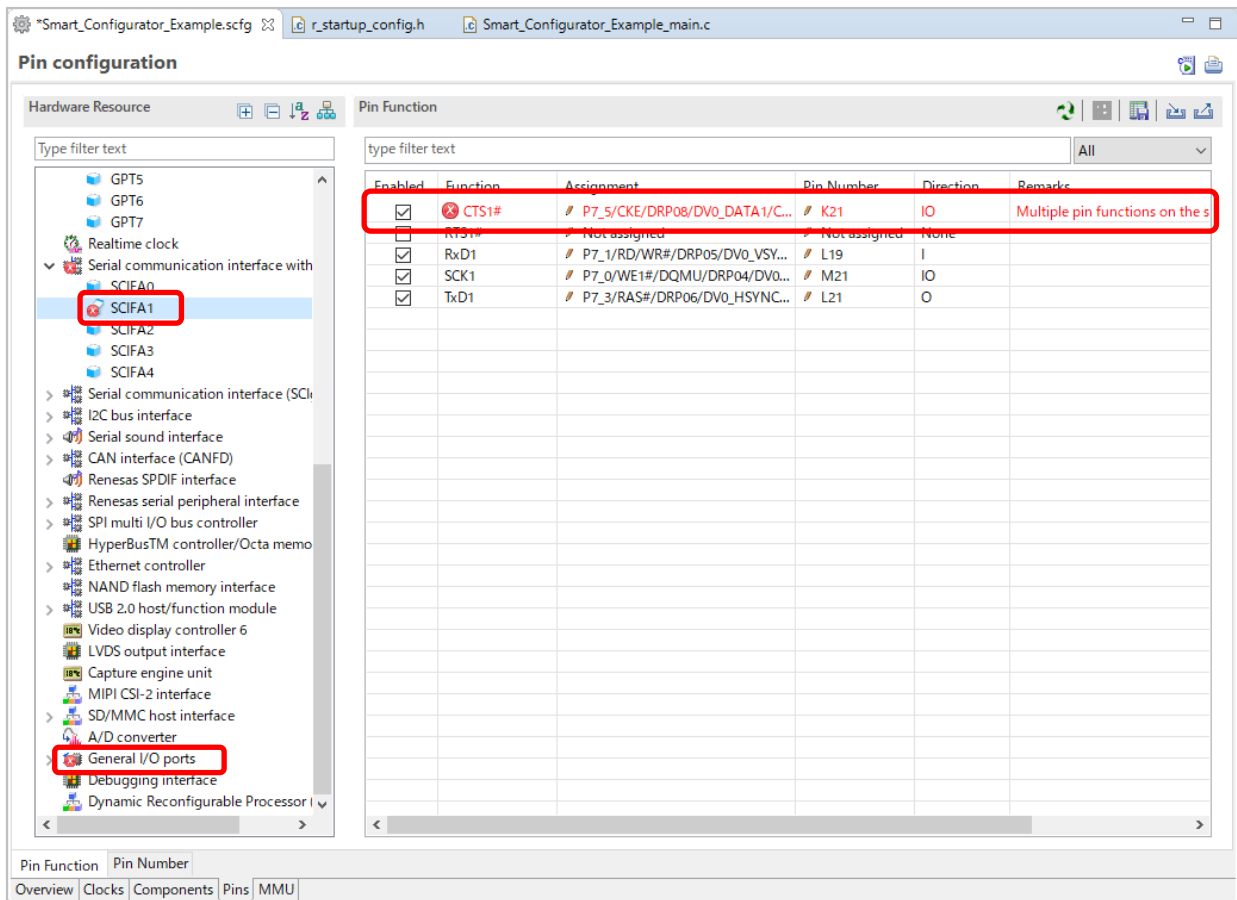 *Smart_Configurator_Example.scfg r_startup_config.h Smart_Configurator_Example_main.c
Pin configuration
Hardware Resource
Type filter text
GPT5
GPT6
GPT7
Realtime clock
Serial communication interface with
SCIFA0
SCIFA1
SCIFA2
SCIFA3
SCIFA4
Serial communication interface (SCI
I2C bus interface
Serial sound interface
CAN interface (CANFD)
Renesas SPDIF interface
Renesas serial peripheral interface
SPI multi I/O bus controller
HyperBusTM controller/Octa memo
Ethernet controller
NAND flash memory interface
USB 2.0 host/function module
Video display controller 6
LVDS output interface
Capture engine unit
MIPI CSI-2 interface
SD/MMC host interface
A/D converter
General I/O ports
Debugging interface
Dynamic Reconfigurable Processor (
Pin Function
type filter text All
Enabled Function Assignment Pin Number Direction Remarks
CTS1# P7_5/CKE/DRP08/DV0_DATA1/C... K21 IO Multiple pin functions on the s
RTS1# Not assigned Not assigned None
RxD1 P7_1/RD/WR#/DRP05/DV0_VSY... L19 I
SCK1 P7_0/WE1#/DQMU/DRP04/DV0... M21 IO
TxD1 P7_3/RAS#/DRP06/DV0_HSYNC... L21 O
Pin Function Pin Number
Overview Clocks Components Pins MMU